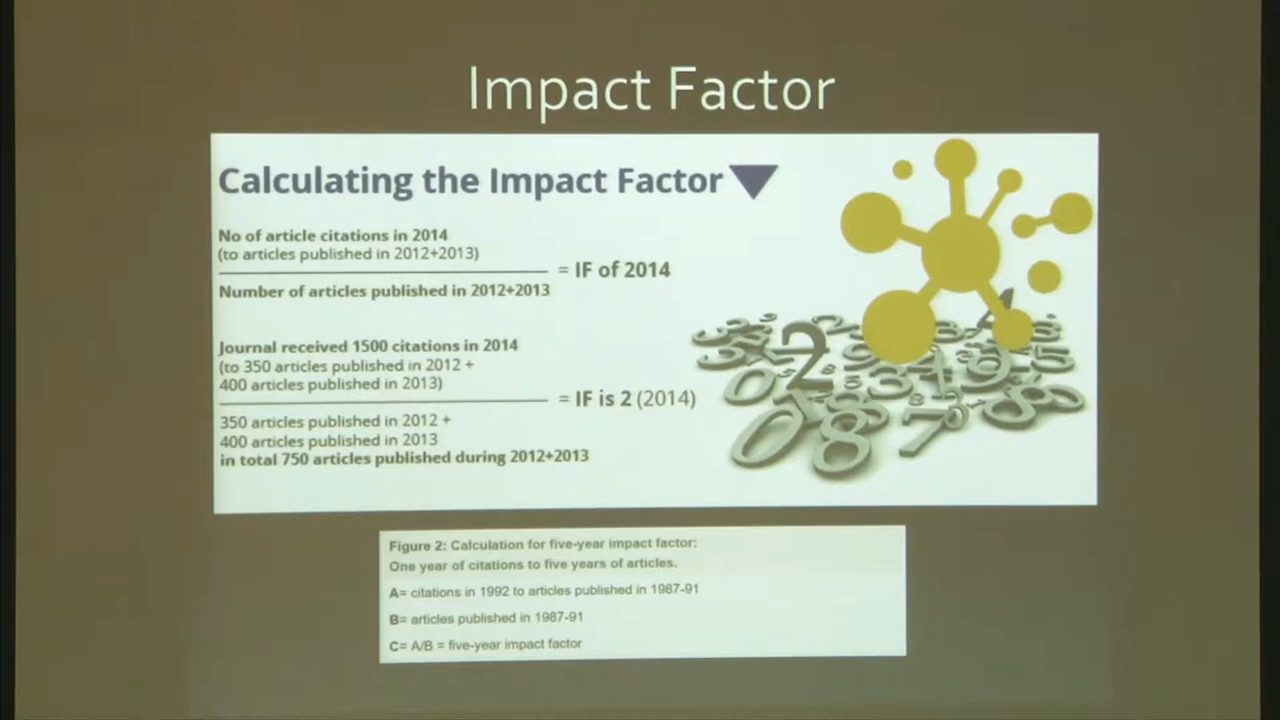 Impact Factor
Calculating the Impact Factor
No of article citations in 2014
(to articles published in 2012+2013)
= IF of 2014
Number of articles published in 2012+2013
Journal received 1500 citations in 2014
(to 350 articles published in 2012 +
400 articles published in 2013)
= IF is 2 (2014)
350 articles published in 2012 +
400 articles published in 2013
in total 750 articles published during 2012+2013
Figure 2: Calculation for five-year impact factor:
One year of citations to five years of articles.
A= citations in 1992 to articles published in 1987-91
B= articles published in 1987-91
C= A/B = five-year impact factor